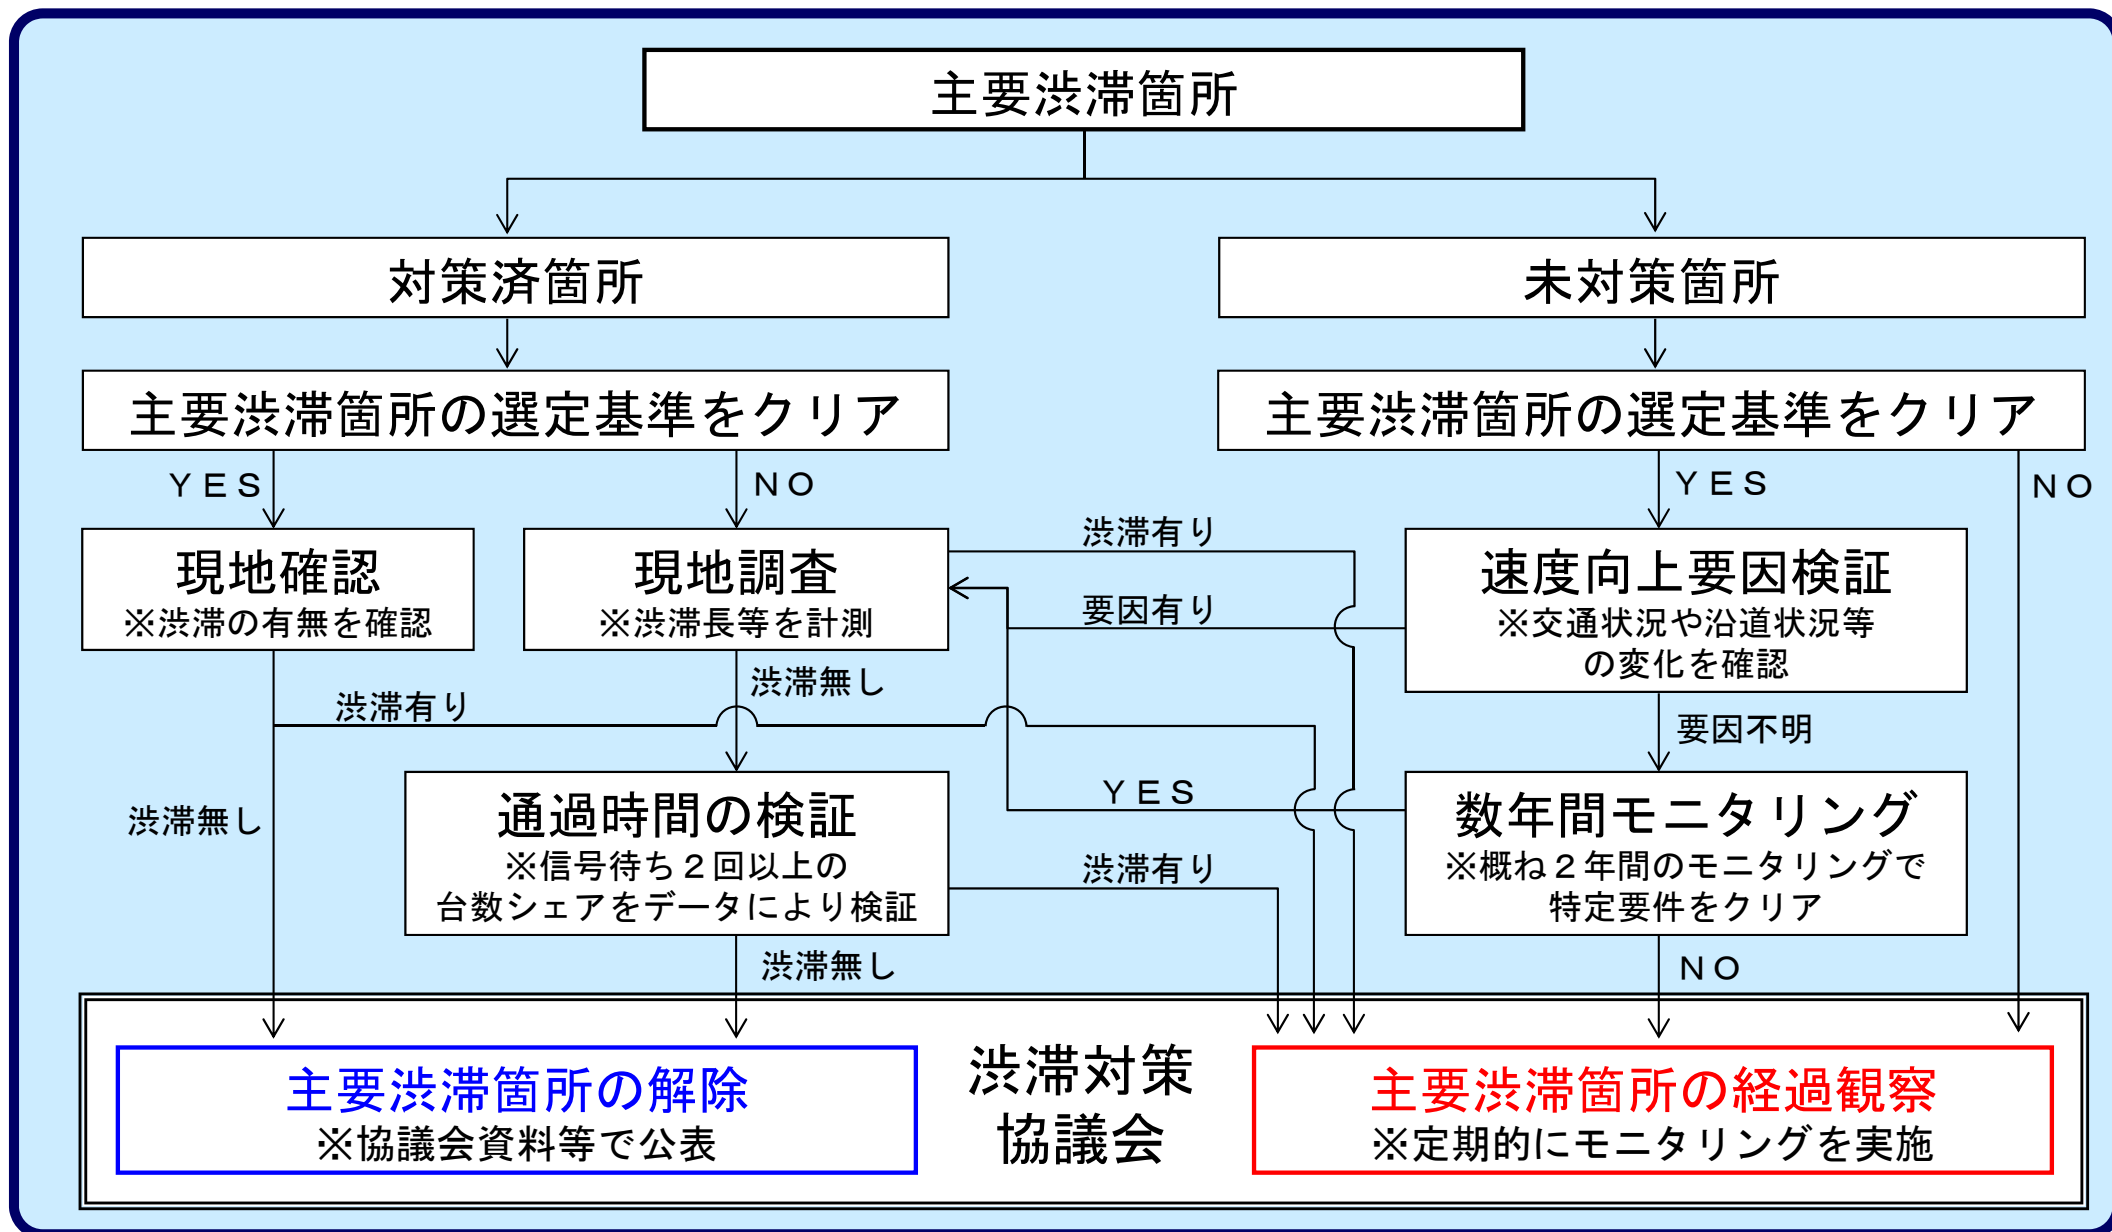 主要渋滞箇所
対策済箇所
未対策箇所
主要渋滞箇所の選定基準をクリア
主要渋滞箇所の選定基準をクリア
ＹＥＳ
ＮＯ
ＹＥＳ
ＮＯ
現地確認
※渋滞の有無を確認
現地調査
※渋滞長等を計測
渋滞有り
要因有り
速度向上要因検証
※交通状況や沿道状況等
の変化を確認
渋滞有り
渋滞無し
要因不明
渋滞無し
通過時間の検証
※信号待ち２回以上の
台数シェアをデータにより検証
ＹＥＳ
渋滞有り
数年間モニタリング
※概ね２年間のモニタリングで
特定要件をクリア
渋滞無し
ＮＯ
主要渋滞箇所の解除
※協議会資料等で公表
渋滞対策
協議会
主要渋滞箇所の経過観察
※定期的にモニタリングを実施